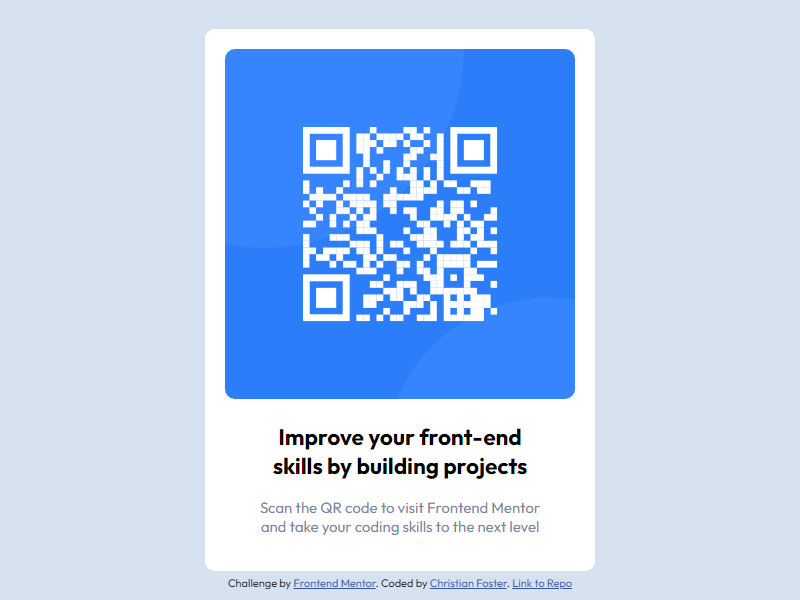 Improve your front-end
skills by building projects
Scan the QR code to visit Frontend Mentor
and take your coding skills to the next level
Challenge by Frontend Mentor. Coded by Christian Foster. Link to Repo